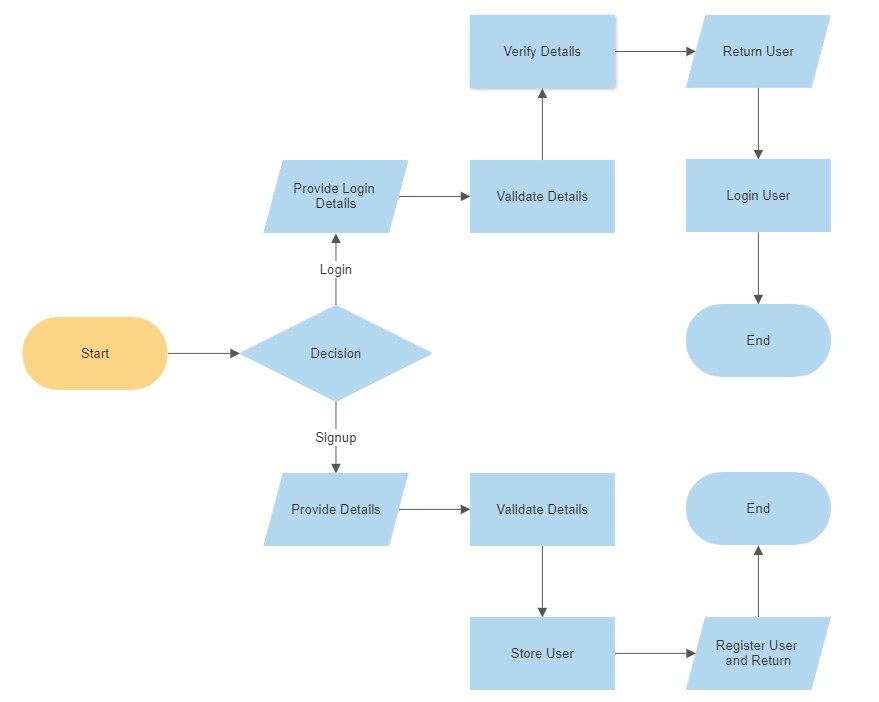 Verify Details
Return User
Provide Login
Details
Validate Details
Login User
Login
Start
Decision
End
Signup
Provide Details
Validate Details
End
Store User
Register User
and Return